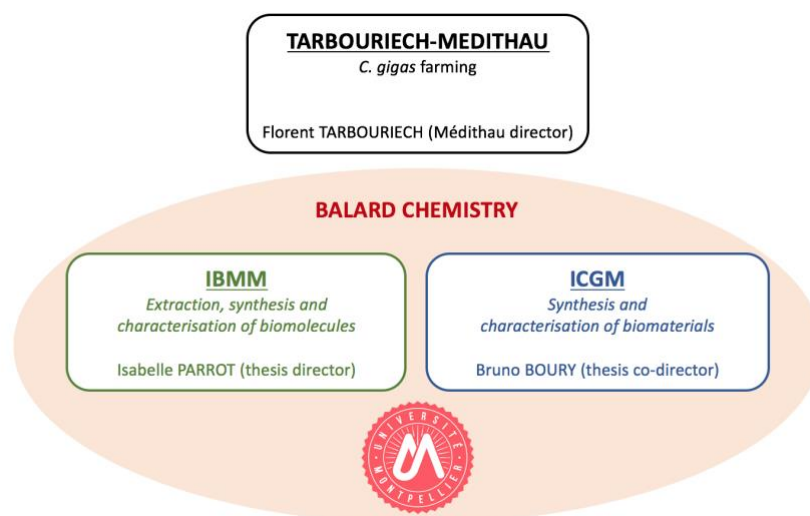 TARBOURIECH-MEDITHAU
C. gigas farming
Florent TARBOURIECH (Médithau director)
BALARD CHEMISTRY
IBMM
Extraction, synthesis and
characterisation of biomolecules
Isabelle PARROT (thesis director)
ICGM
Synthesis and
characterisation of biomaterials
Bruno BOURY (thesis co-director)
UNIVERSITÉ
MONTPELLIER